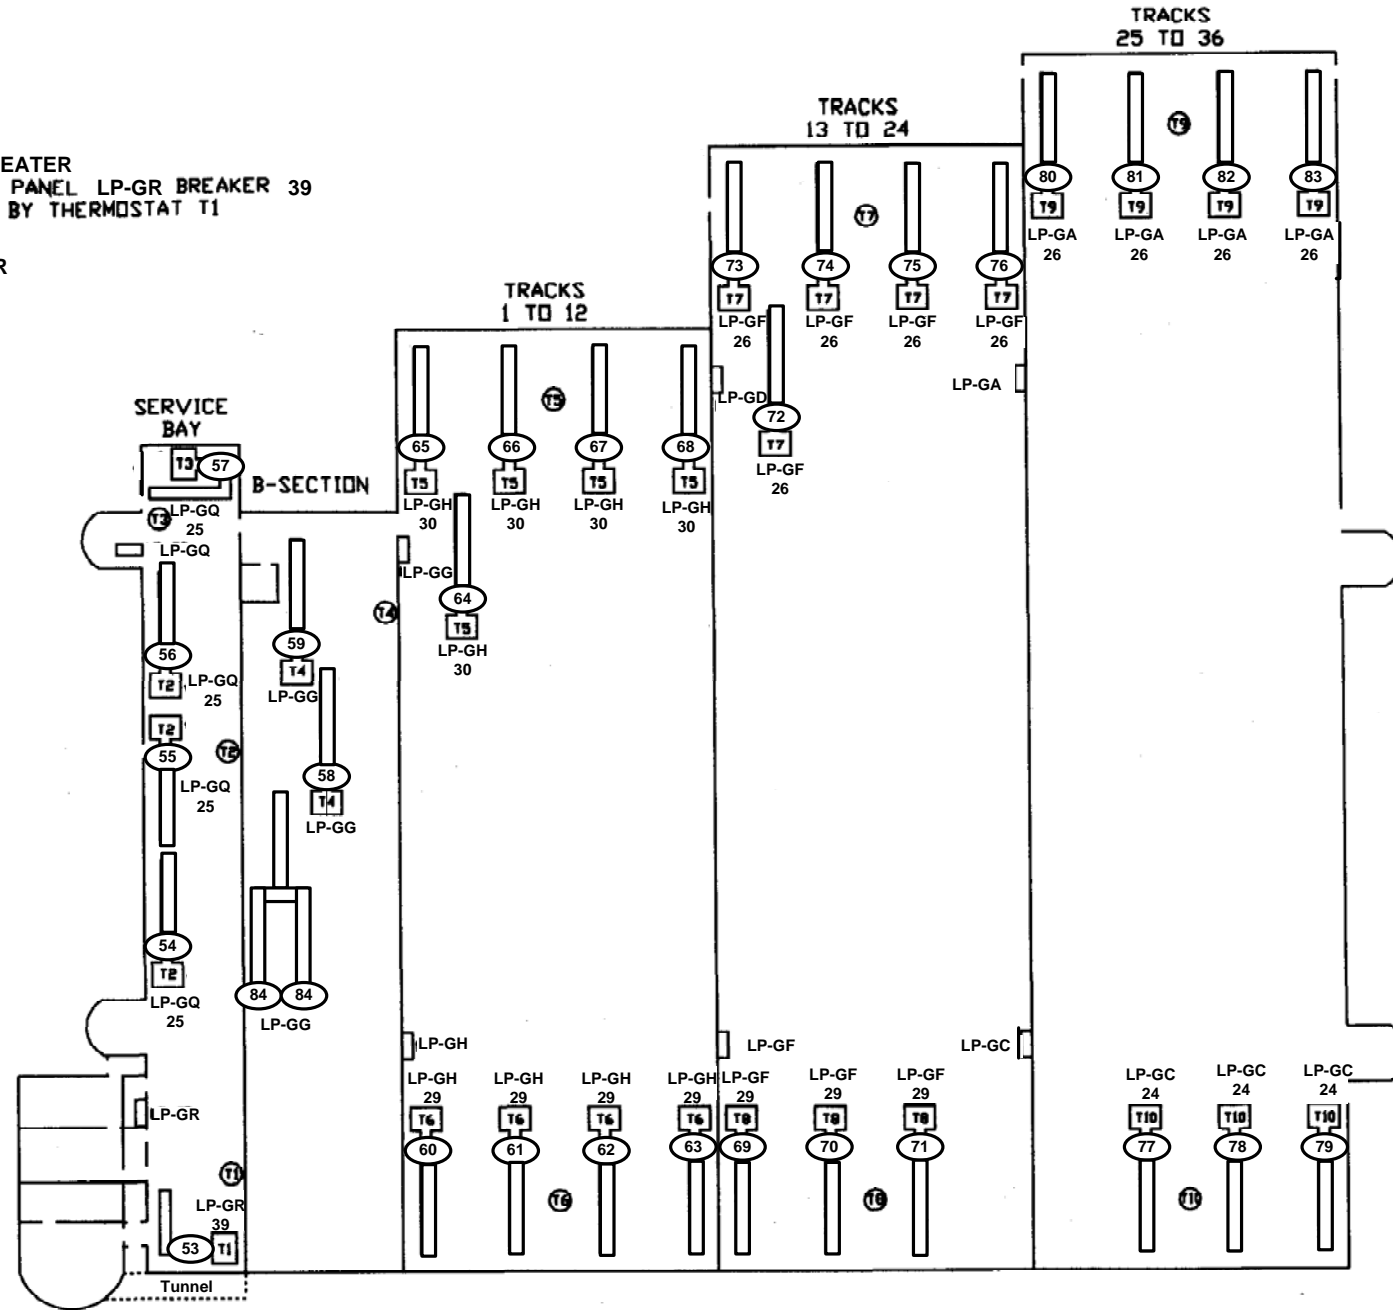 TRACKS
25 TO 36
TRACKS
13 TO 24
EATER
PANEL LP-GR BREAKER 39
BY THERMOSTAT T1
R
T9
80
81
82
83
T9
T9
T9
T9
LP-GA
LP-GA
LP-GA
LP-GA
26
26
26
26
T7
73
74
75
76
T7
T7
T7
T7
LP-GF
LP-GF
LP-GF
LP-GF
26
26
26
26
TRACKS
1 TO 12
LP-GD
LP-GA
72
T7
LP-GF
26
T5
SERVICE
BAY
65
66
67
68
T5
T5
T5
T5
LP-GH
LP-GH
LP-GH
LP-GH
30
30
30
30
T3
57
B-SECTION
LP-GQ
25
T3
LP-GQ
LP-GG
64
T5
LP-GH
30
T4
59
T4
LP-GG
56
T2
LP-GQ
25
T2
55
T2
LP-GQ
25
58
T4
LP-GG
54
T2
LP-GQ
25
84
84
LP-GG
LP-GH
LP-GF
LP-GC
LP-GH
LP-GH
LP-GH
LP-GH
LP-GF
LP-GF
LP-GF
LP-GC
LP-GC
LP-GC
29
29
29
29
29
29
29
24
24
24
T6
T6
T6
T6
T8
T8
T8
T10
T10
T10
60
61
62
63
69
70
71
77
78
79
LP-GR
T1
LP-GR
39
53
T1
T6
T8
T10
Tunnel